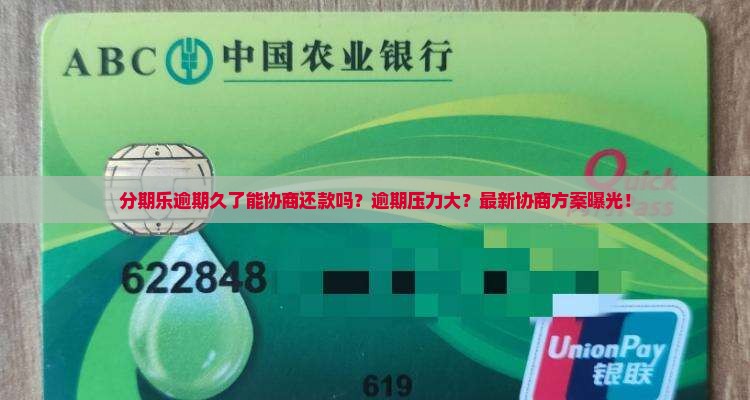 ABC 中国农业银行
Quick
分期乐逾期久了能协商还款吗？逾期压力大？最新协商方案曝光！
Pass
622848
UnionPay
银联
619